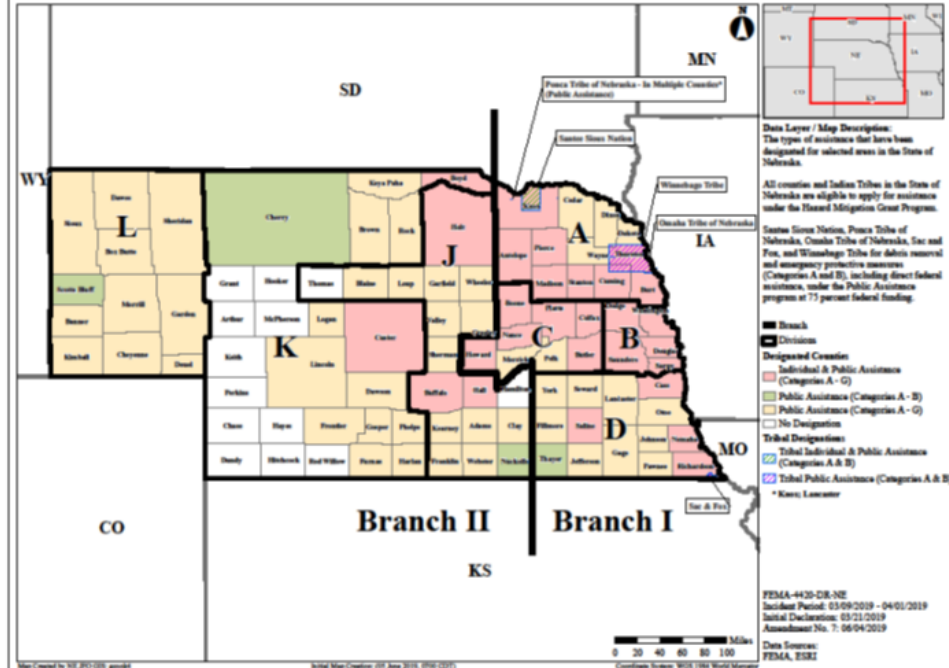 N
SD
MN
WY
IA
NE
CO
KS
MO
Ponca Tribe of Nebraska - In Multiple Counties*
(Public Assistance)
Santee Sioux Nation
Winnebago Tribe
Omaha Tribe of Nebraska
WY
IA
MO
CO
KS
Sac & Fox
L
J
A
K
C
B
D
Sioux
Dawes
Sheridan
Box Butte
Scotts Bluff
Morrill
Garden
Banner
Kimball
Cheyenne
Deuel
Cherry
Keya Paha
Boyd
Brown
Rock
Holt
Knox
Cedar
Antelope
Pierce
Wayne
Grant
Hooker
Thomas
Blaine
Loup
Garfield
Wheeler
Madison
Stanton
Cuming
Burt
Arthur
McPherson
Logan
Custer
Valley
Boone
Platte
Colfax
Keith
Lincoln
Sherman
Howard
Nance
Merrick
Polk
Butler
Saunders
Douglas
Sarpy
Perkins
Dawson
Buffalo
Hall
Hamilton
York
Seward
Lancaster
Cass
Otoe
Chase
Hayes
Frontier
Gosper
Phelps
Kearney
Adams
Clay
Fillmore
Saline
Johnson
Nemaha
Dundy
Hitchcock
Red Willow
Furnas
Harlan
Franklin
Webster
Nuckolls
Thayer
Jefferson
Gage
Pawnee
Richardson
Branch II
Branch I
Miles
0 20 40 60 80 100
Data Layer / Map Description:
The types of assistance that have been
designated for selected areas in the State of
Nebraska.
All counties and Indian Tribes in the State of
Nebraska are eligible to apply for assistance
under the Hazard Mitigation Grant Program.
Santee Sioux Nation, Ponca Tribe of
Nebraska, Omaha Tribe of Nebraska, Sac and
Fox, and Winnebago Tribe for debris removal
and emergency protective measures
(Categories A and B), including direct federal
assistance, under the Public Assistance
program at 75 percent federal funding.
Branch
Divisions
Designated Counties
Individual & Public Assistance
(Categories A - G)
Public Assistance (Categories A - B)
Public Assistance (Categories A - G)
No Designation
Tribal Designations
Tribal Individual & Public Assistance
(Categories A & B)
Tribal Public Assistance (Categories A & B)
* Knox; Lancaster
FEMA-4420-DR-NE
Incident Period: 03/09/2019 - 04/01/2019
Initial Declaration: 03/21/2019
Amendment No. 7: 06/04/2019
Data Sources:
FEMA, ESRI